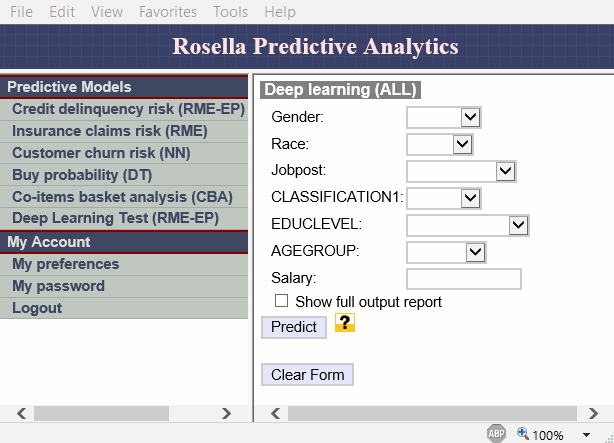 File Edit View Favorites Tools Help
Rosella Predictive Analytics
Predictive Models
Credit delinquency risk (RME-EP)
Insurance claims risk (RME)
Customer churn risk (NN)
Buy probability (DT)
Co-items basket analysis (CBA)
Deep Learning Test (RME-EP)
My Account
My preferences
My password
Logout
Deep learning (ALL)
Gender:
Race:
Jobpost:
CLASSIFICATION1:
EDUCLEVEL:
AGEGROUP:
Salary:
Show full output report
Predict ?
Clear Form
ABP 100%